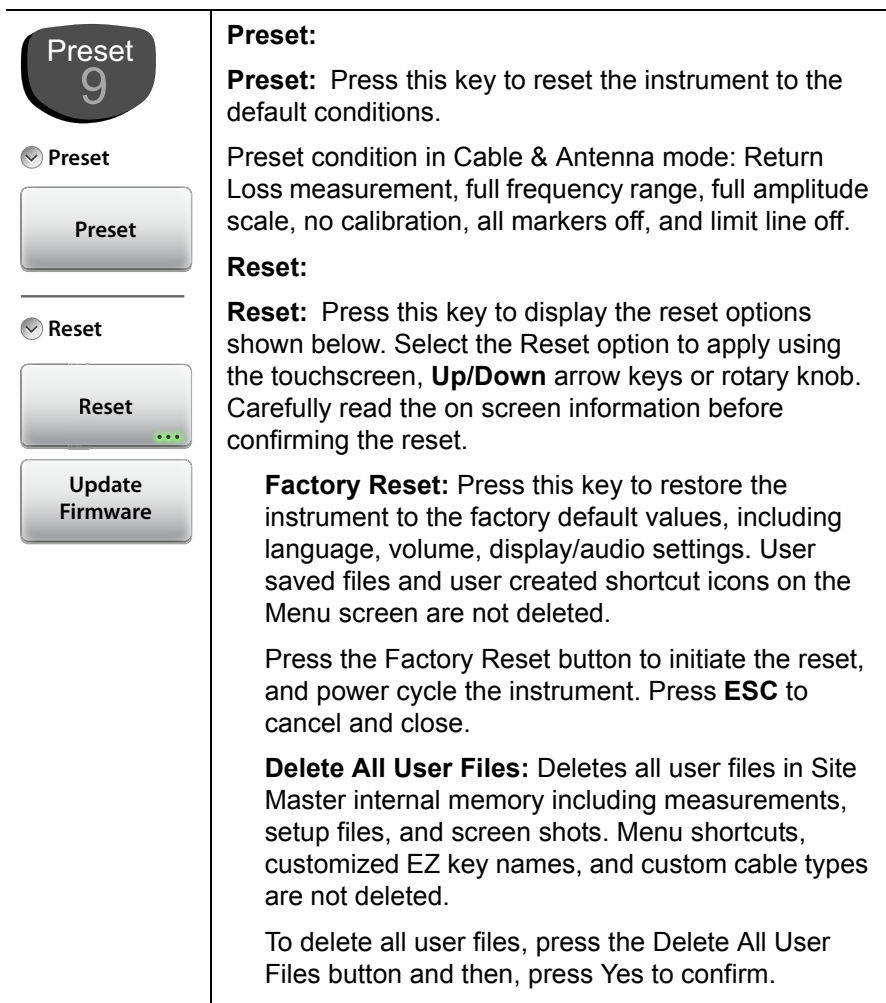 Preset
9
Preset
Preset
Reset
Reset
Update
Firmware
Preset:
Preset: Press this key to reset the instrument to the
default conditions.
Preset condition in Cable & Antenna mode: Return
Loss measurement, full frequency range, full amplitude
scale, no calibration, all markers off, and limit line off.
Reset:
Reset: Press this key to display the reset options
shown below. Select the Reset option to apply using
the touchscreen, Up/Down arrow keys or rotary knob.
Carefully read the on screen information before
confirming the reset.
Factory Reset: Press this key to restore the
instrument to the factory default values, including
language, volume, display/audio settings. User
saved files and user created shortcut icons on the
Menu screen are not deleted.
Press the Factory Reset button to initiate the reset,
and power cycle the instrument. Press ESC to
cancel and close.
Delete All User Files: Deletes all user files in Site
Master internal memory including measurements,
setup files, and screen shots. Menu shortcuts,
customized EZ key names, and custom cable types
are not deleted.
To delete all user files, press the Delete All User
Files button and then, press Yes to confirm.